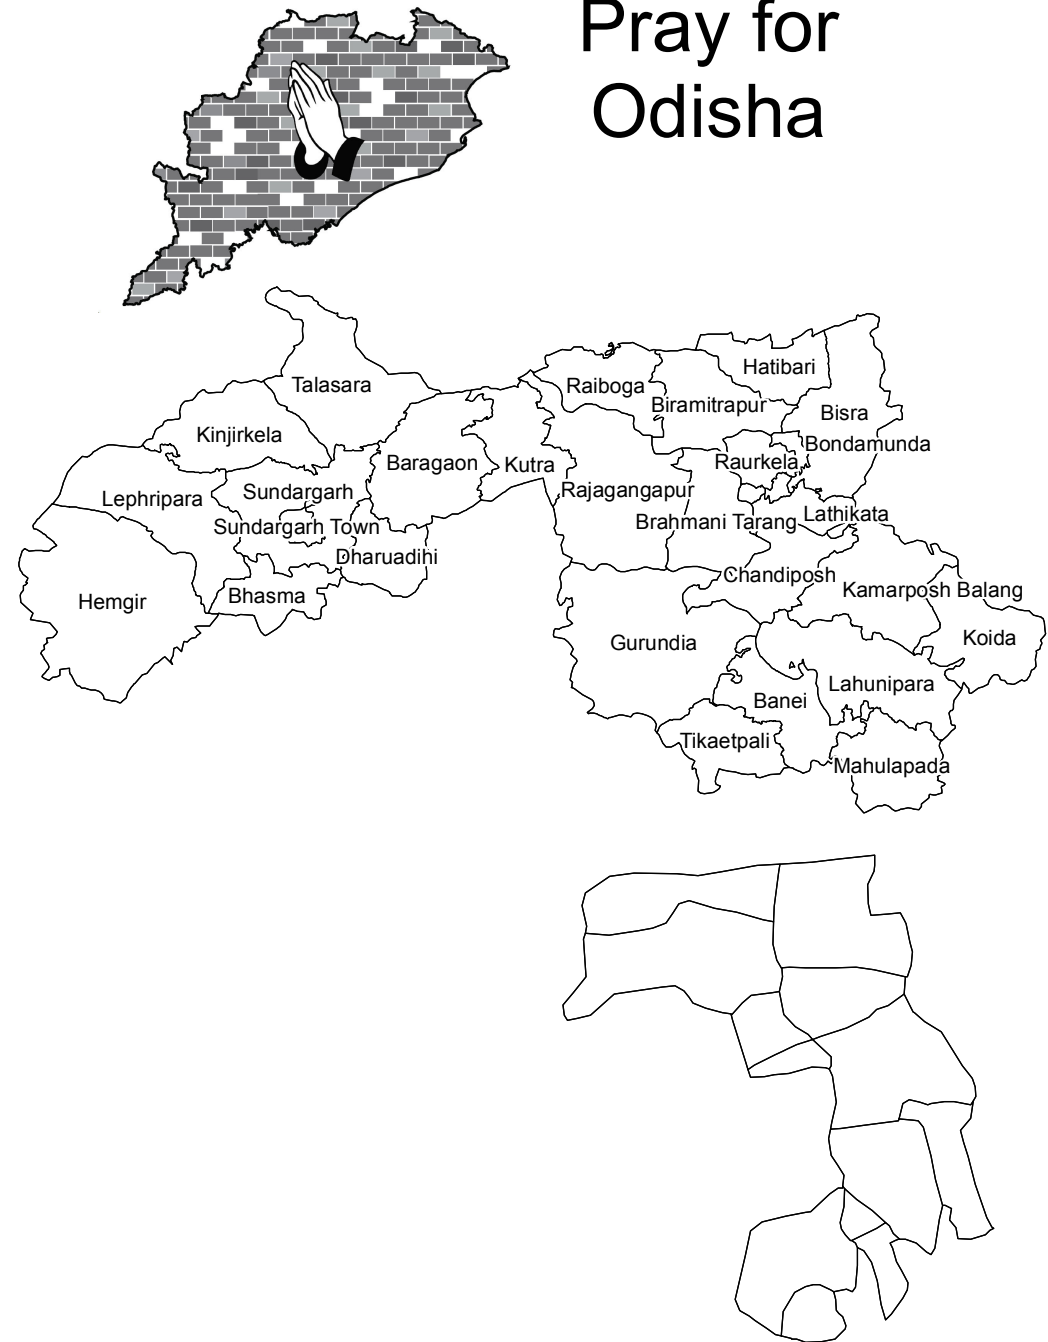 Pray for
Odisha
Talasara
Kinjirkela
Baragaon
Kutra
Lephripara
Sundargarh
Sundargarh Town
Dharuadihi
Bhasma
Hemgir
Raiboga
Hatibari
Biramitrapur
Bisra
Bondamunda
Raurkela
Rajagangapur
Brahmani Tarang
Lathikata
Chandiposh
Kamarposh Balang
Koida
Gurundia
Lahunipara
Banei
Tikaetpali
Mahulapada